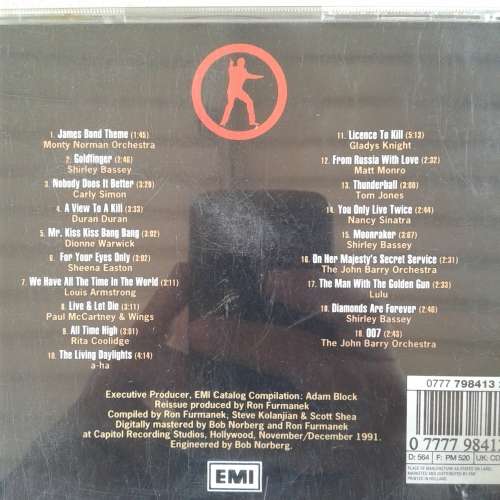 1. James Bond Theme (1:45)
Monty Norman Orchestra
2. Goldfinger (2:46)
Shirley Bassey
3. Nobody Does It Better (3:29)
Carly Simon
4. A View To A Kill (3:33)
Duran Duran
5. Mr. Kiss Kiss Bang Bang (3:02)
Dionne Warwick
6. For Your Eyes Only (3:02)
Sheena Easton
7. We Have All The Time In The World (2:11)
Louis Armstrong
8. Live & Let Die (3:11)
Paul McCartney & Wings
9. All Time High (3:01)
Rita Coolidge
10. The Living Daylights (4:14)
a-ha
11. Licence To Kill (5:13)
Gladys Knight
12. From Russia With Love (2:32)
Matt Monro
13. Thunderball (3:00)
Tom Jones
14. You Only Live Twice (2:44)
Nancy Sinatra
15. Moonraker (3:07)
Shirley Bassey
16. On Her Majesty's Secret Service (2:31)
The John Barry Orchestra
17. The Man With The Golden Gun (2:33)
Lulu
18. Diamonds Are Forever (2:40)
Shirley Bassey
19. 007 (2:43)
The John Barry Orchestra
Executive Producer, EMI Catalog Compilation: Adam Block
Reissue produced by Ron Furmanek
Compiled by Ron Furmanek, Steve Kolanjian & Scott Shea
Digitally mastered by Bob Norberg and Ron Furmanek
at Capitol Recording Studios, Hollywood, November/December 1991.
Engineered by Bob Norberg.
EMI
0777 798413
0 77779 8413
D: 564 F: PM 520 UK: CD
PRINTED IN HOLLAND